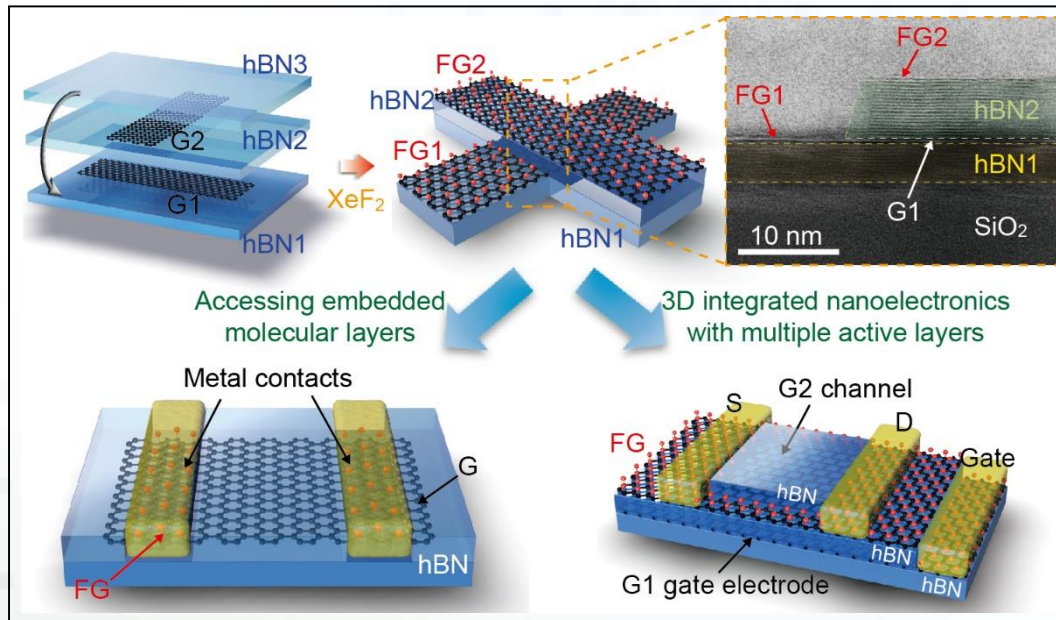 hBN3
hBN2
G2
G1
hBN1
XeF₂
FG2
hBN2
FG1
hBN1
FG2
FG1
hBN2
hBN1
G1
SiO₂
10 nm
Accessing embedded
molecular layers
3D integrated nanoelectronics
with multiple active layers
Metal contacts
G
FG
hBN
G2 channel
S
D
Gate
FG
hBN
hBN
hBN
G1 gate electrode